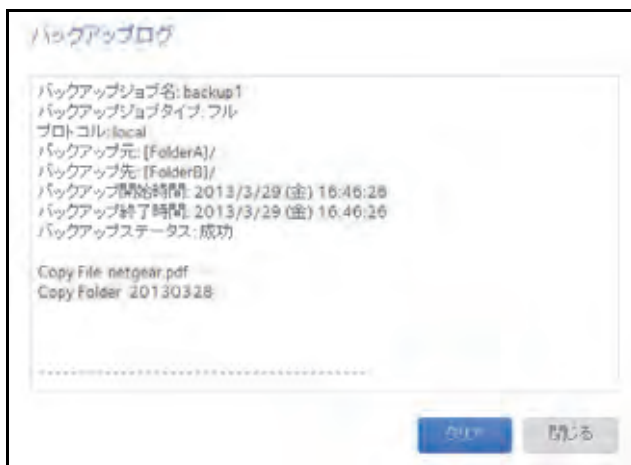 バックアップログ
バックアップジョブ名: backup1
バックアップジョブタイプ: フル
プロトコル: local
バックアップ元: [FolderA]/
バックアップ先: [FolderB]/
バックアップ開始時間: 2013/3/29 (金) 16:46:26
バックアップ終了時間: 2013/3/29 (金) 16:46:26
バックアップステータス: 成功
Copy File netgear.pdf
Copy Folder 20130328
----------------------------------------
クリア 閉じる